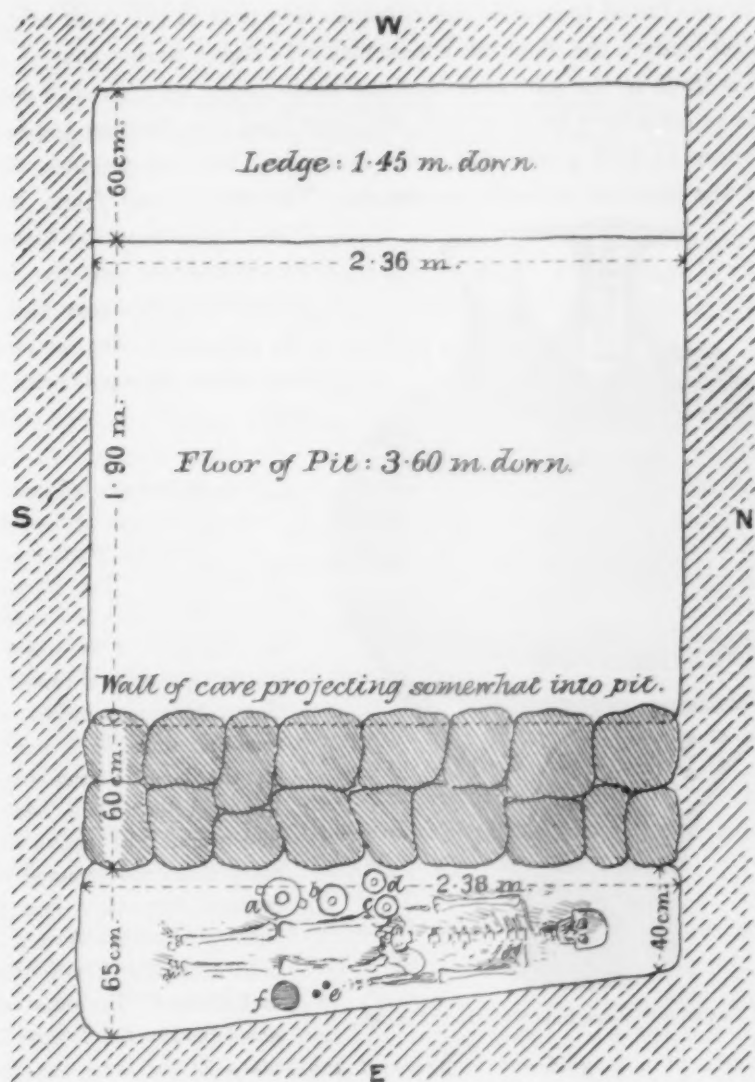 W
60cm.
Ledge: 1·45 m. down.
2·36 m.
1·90 m.
Floor of Pit: 3·60 m. down.
S
N
Wall of cave projecting somewhat into pit.
60cm.
a
b
c
d
2·38 m.
65cm.
40cm.
f
e
E